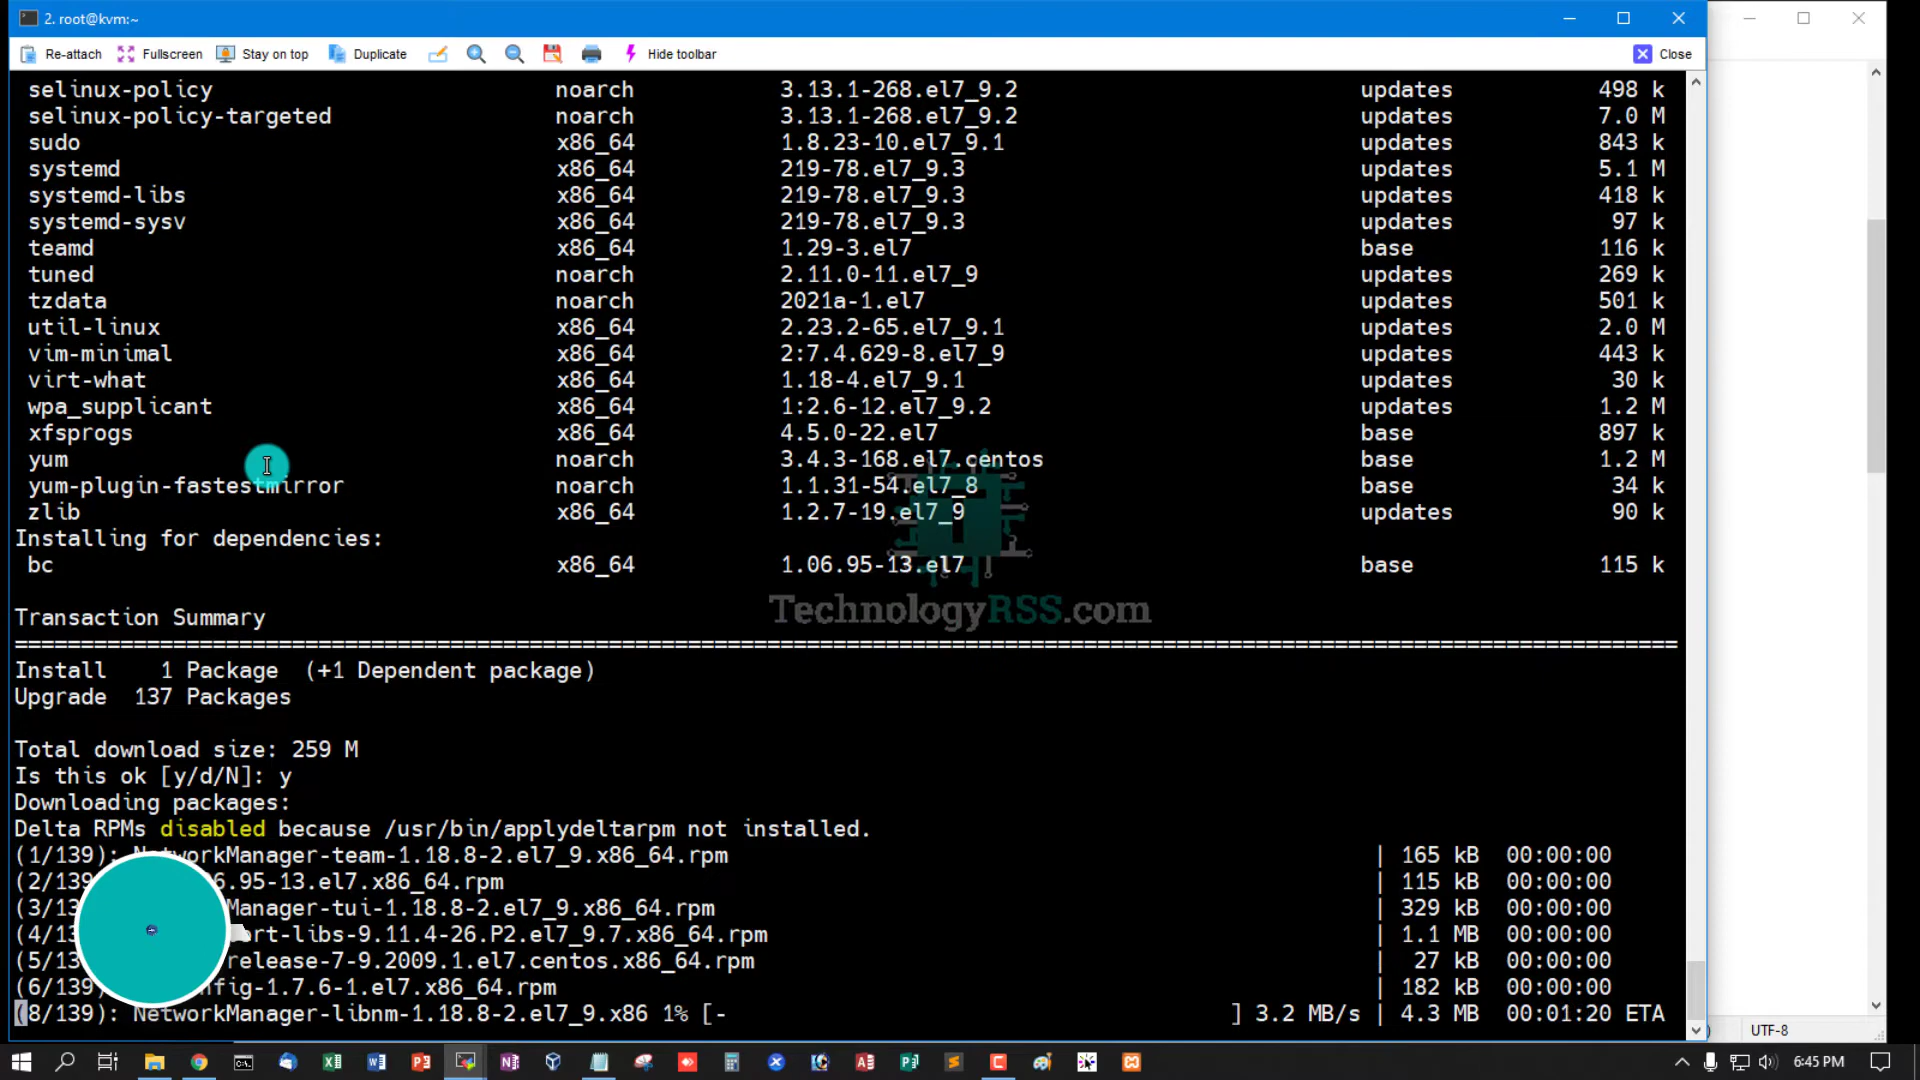 2. root@kvm:~
Re-attach Fullscreen Stay on top Duplicate Hide toolbar Close
selinux-policy noarch 3.13.1-268.el7_9.2 updates 498 k
selinux-policy-targeted noarch 3.13.1-268.el7_9.2 updates 7.0 M
sudo x86_64 1.8.23-10.el7_9.1 updates 843 k
systemd x86_64 219-78.el7_9.3 updates 5.1 M
systemd-libs x86_64 219-78.el7_9.3 updates 418 k
systemd-sysv x86_64 219-78.el7_9.3 updates 97 k
teamd x86_64 1.29-3.el7 base 116 k
tuned noarch 2.11.0-11.el7_9 updates 269 k
tzdata noarch 2021a-1.el7 updates 501 k
util-linux x86_64 2.23.2-65.el7_9.1 updates 2.0 M
vim-minimal x86_64 2:7.4.629-8.el7_9 updates 443 k
virt-what x86_64 1.18-4.el7_9.1 updates 30 k
wpa_supplicant x86_64 1:2.6-12.el7_9.2 updates 1.2 M
xfsprogs x86_64 4.5.0-22.el7 base 897 k
yum noarch 3.4.3-168.el7.centos base 1.2 M
yum-plugin-fastestmirror noarch 1.1.31-54.el7_8 base 34 k
zlib x86_64 1.2.7-19.el7_9 updates 90 k
Installing for dependencies:
bc x86_64 1.06.95-13.el7 base 115 k
TechnologyRSS.com
Transaction Summary
================================================================================
Install 1 Package (+1 Dependent package)
Upgrade 137 Packages
Total download size: 259 M
Is this ok [y/d/N]: y
Downloading packages:
Delta RPMs disabled because /usr/bin/applydeltarpm not installed.
(1/139): NetworkManager-team-1.18.8-2.el7_9.x86_64.rpm | 165 kB 00:00:00
(2/139 6.95-13.el7.x86_64.rpm | 115 kB 00:00:00
(3/13 Manager-tui-1.18.8-2.el7_9.x86_64.rpm | 329 kB 00:00:00
(4/13 ort-libs-9.11.4-26.P2.el7_9.7.x86_64.rpm | 1.1 MB 00:00:00
(5/13 release-7-9.2009.1.el7.centos.x86_64.rpm | 27 kB 00:00:00
(6/139 nfig-1.7.6-1.el7.x86_64.rpm | 182 kB 00:00:00
(8/139): NetworkManager-libnm-1.18.8-2.el7_9.x86 1% [- ] 3.2 MB/s | 4.3 MB 00:01:20 ETA
UTF-8
6:45 PM